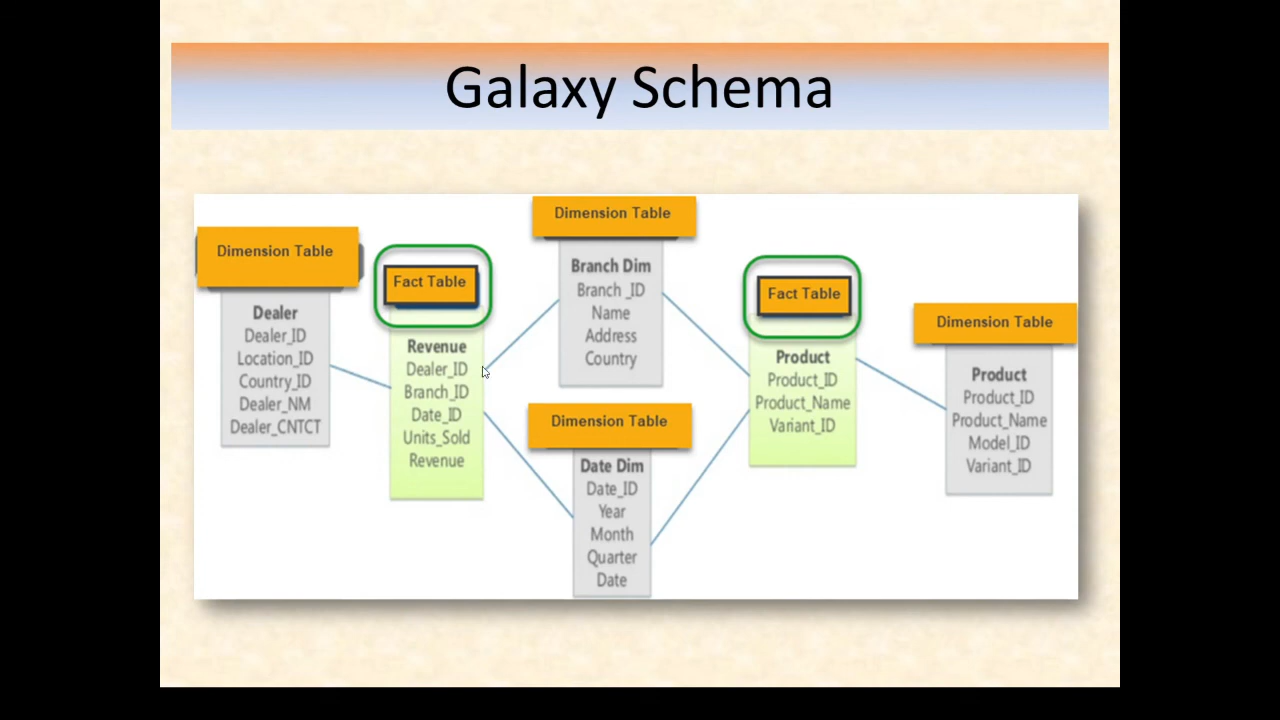 Galaxy Schema
Dimension Table
Dealer
Dealer_ID
Location_ID
Country_ID
Dealer_NM
Dealer_CNTCT
Fact Table
Revenue
Dealer_ID
Branch_ID
Date_ID
Units_Sold
Revenue
Dimension Table
Branch Dim
Branch _ID
Name
Address
Country
Dimension Table
Date Dim
Date_ID
Year
Month
Quarter
Date
Fact Table
Product
Product_ID
Product_Name
Variant_ID
Dimension Table
Product
Product_ID
Product_Name
Model_ID
Variant_ID